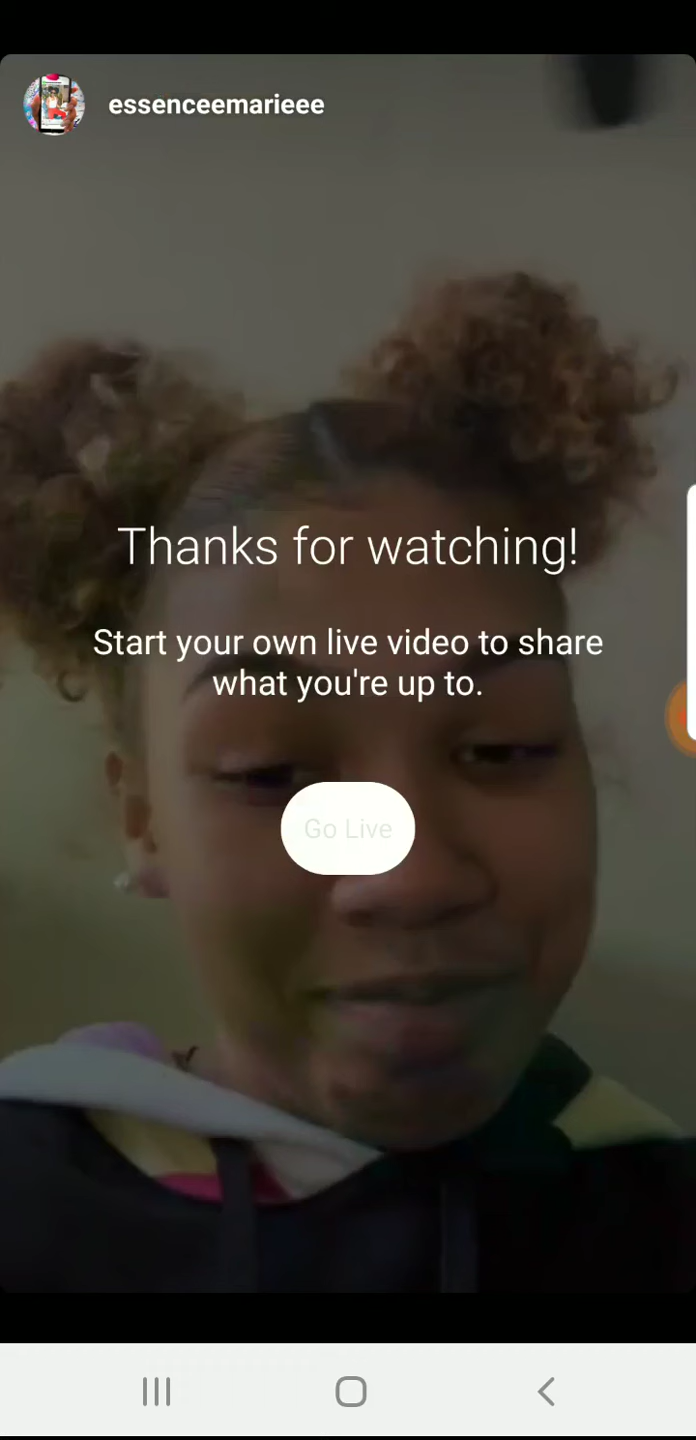 essenceemarieee
Thanks for watching!
Start your own live video to share
what you're up to.
Go Live